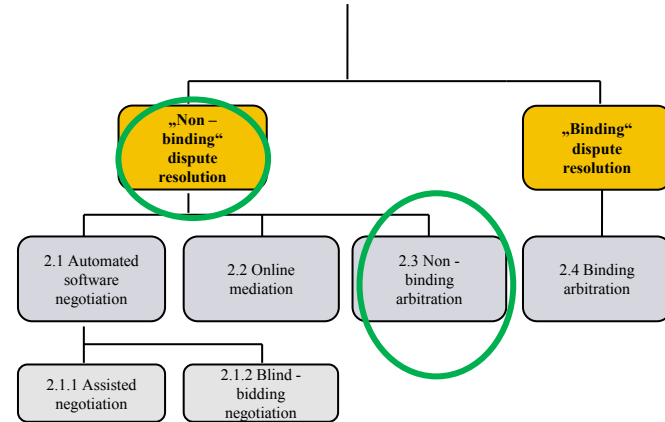 „Non –
binding“
dispute
resolution
„Binding“
dispute
resolution
2.1 Automated
software
negotiation
2.2 Online
mediation
2.3 Non -
binding
arbitration
2.4 Binding
arbitration
2.1.1 Assisted
negotiation
2.1.2 Blind -
bidding
negotiation